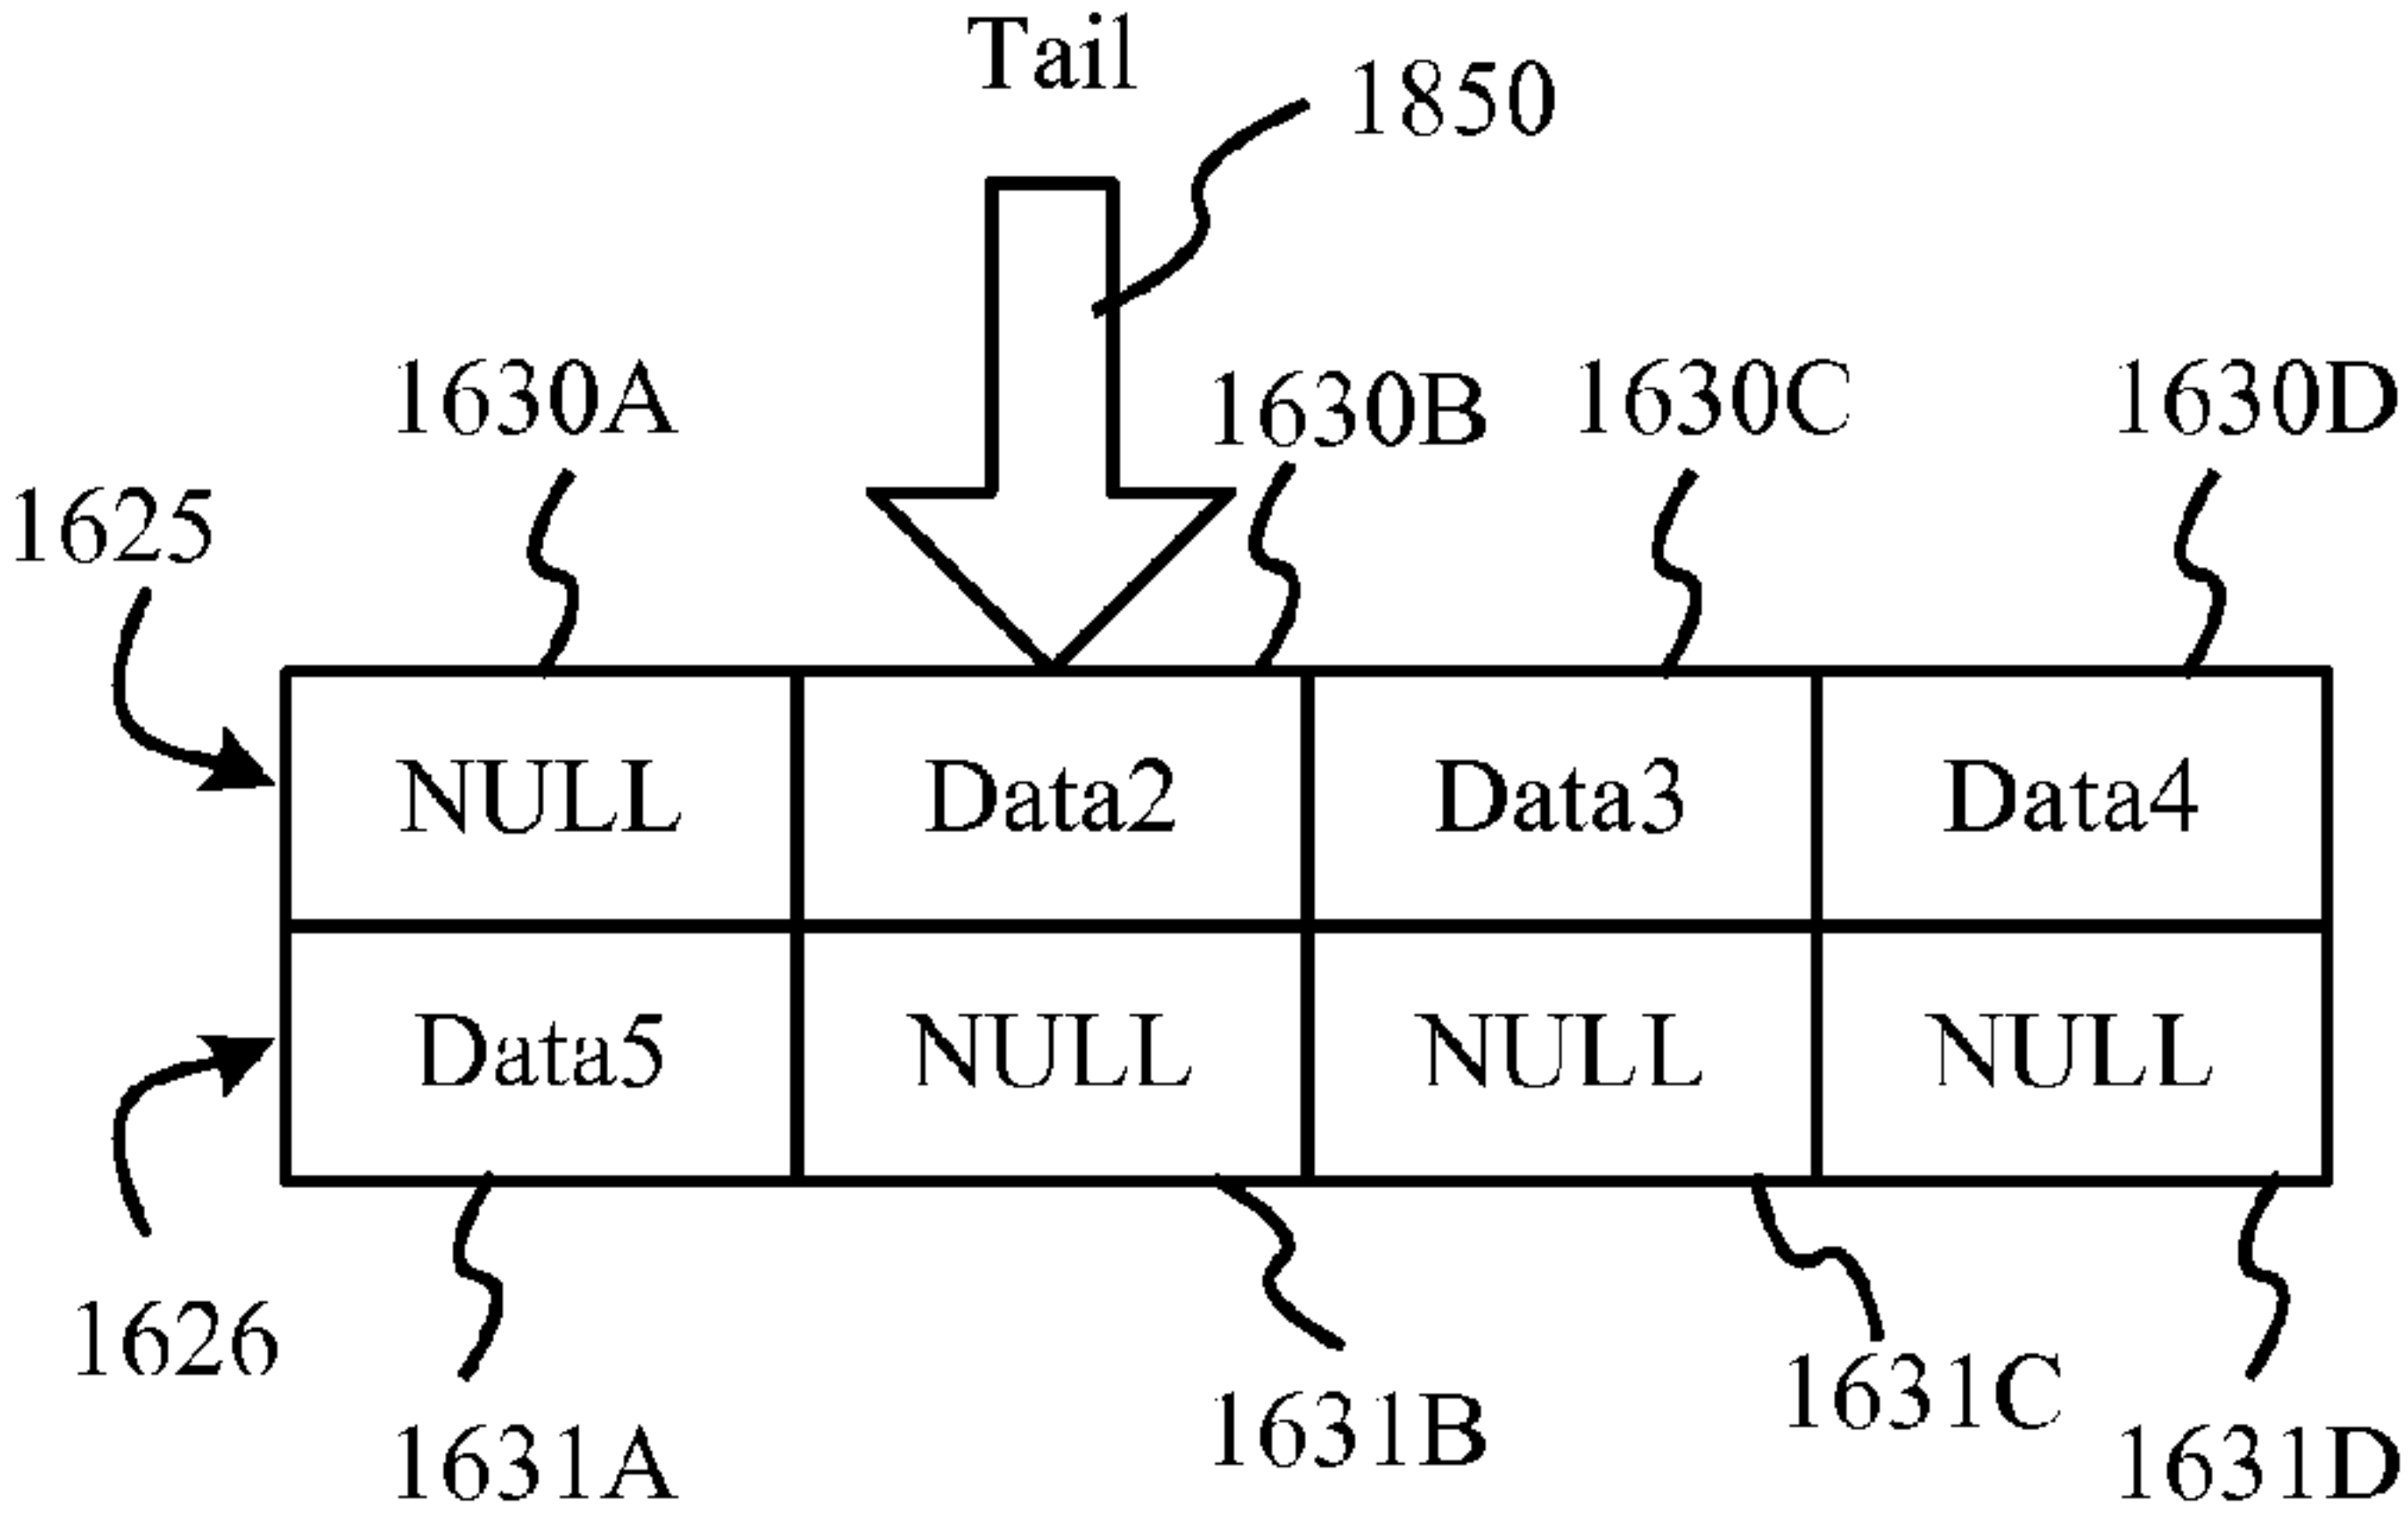 Tail
1850
1630A
1630B
1630C
1630D
1625
NULL Data2 Data3 Data4
Data5 NULL NULL NULL
1626
1631A
1631B
1631C
1631D